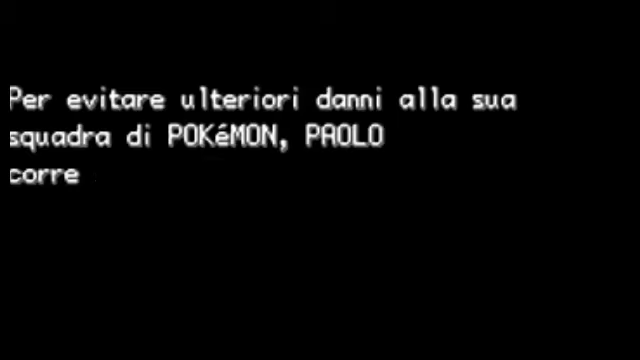 Per evitare ulteriori danni alla sua
squadra di POKéMON, PAOLO
corre